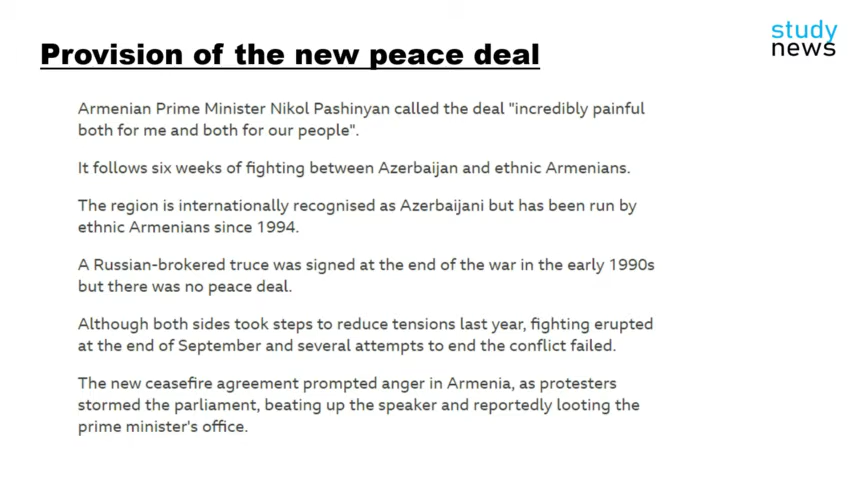 study
news
Provision of the new peace deal
Armenian Prime Minister Nikol Pashinyan called the deal "incredibly painful
both for me and both for our people".
It follows six weeks of fighting between Azerbaijan and ethnic Armenians.
The region is internationally recognised as Azerbaijani but has been run by
ethnic Armenians since 1994.
A Russian-brokered truce was signed at the end of the war in the early 1990s
but there was no peace deal.
Although both sides took steps to reduce tensions last year, fighting erupted
at the end of September and several attempts to end the conflict failed.
The new ceasefire agreement prompted anger in Armenia, as protesters
stormed the parliament, beating up the speaker and reportedly looting the
prime minister's office.